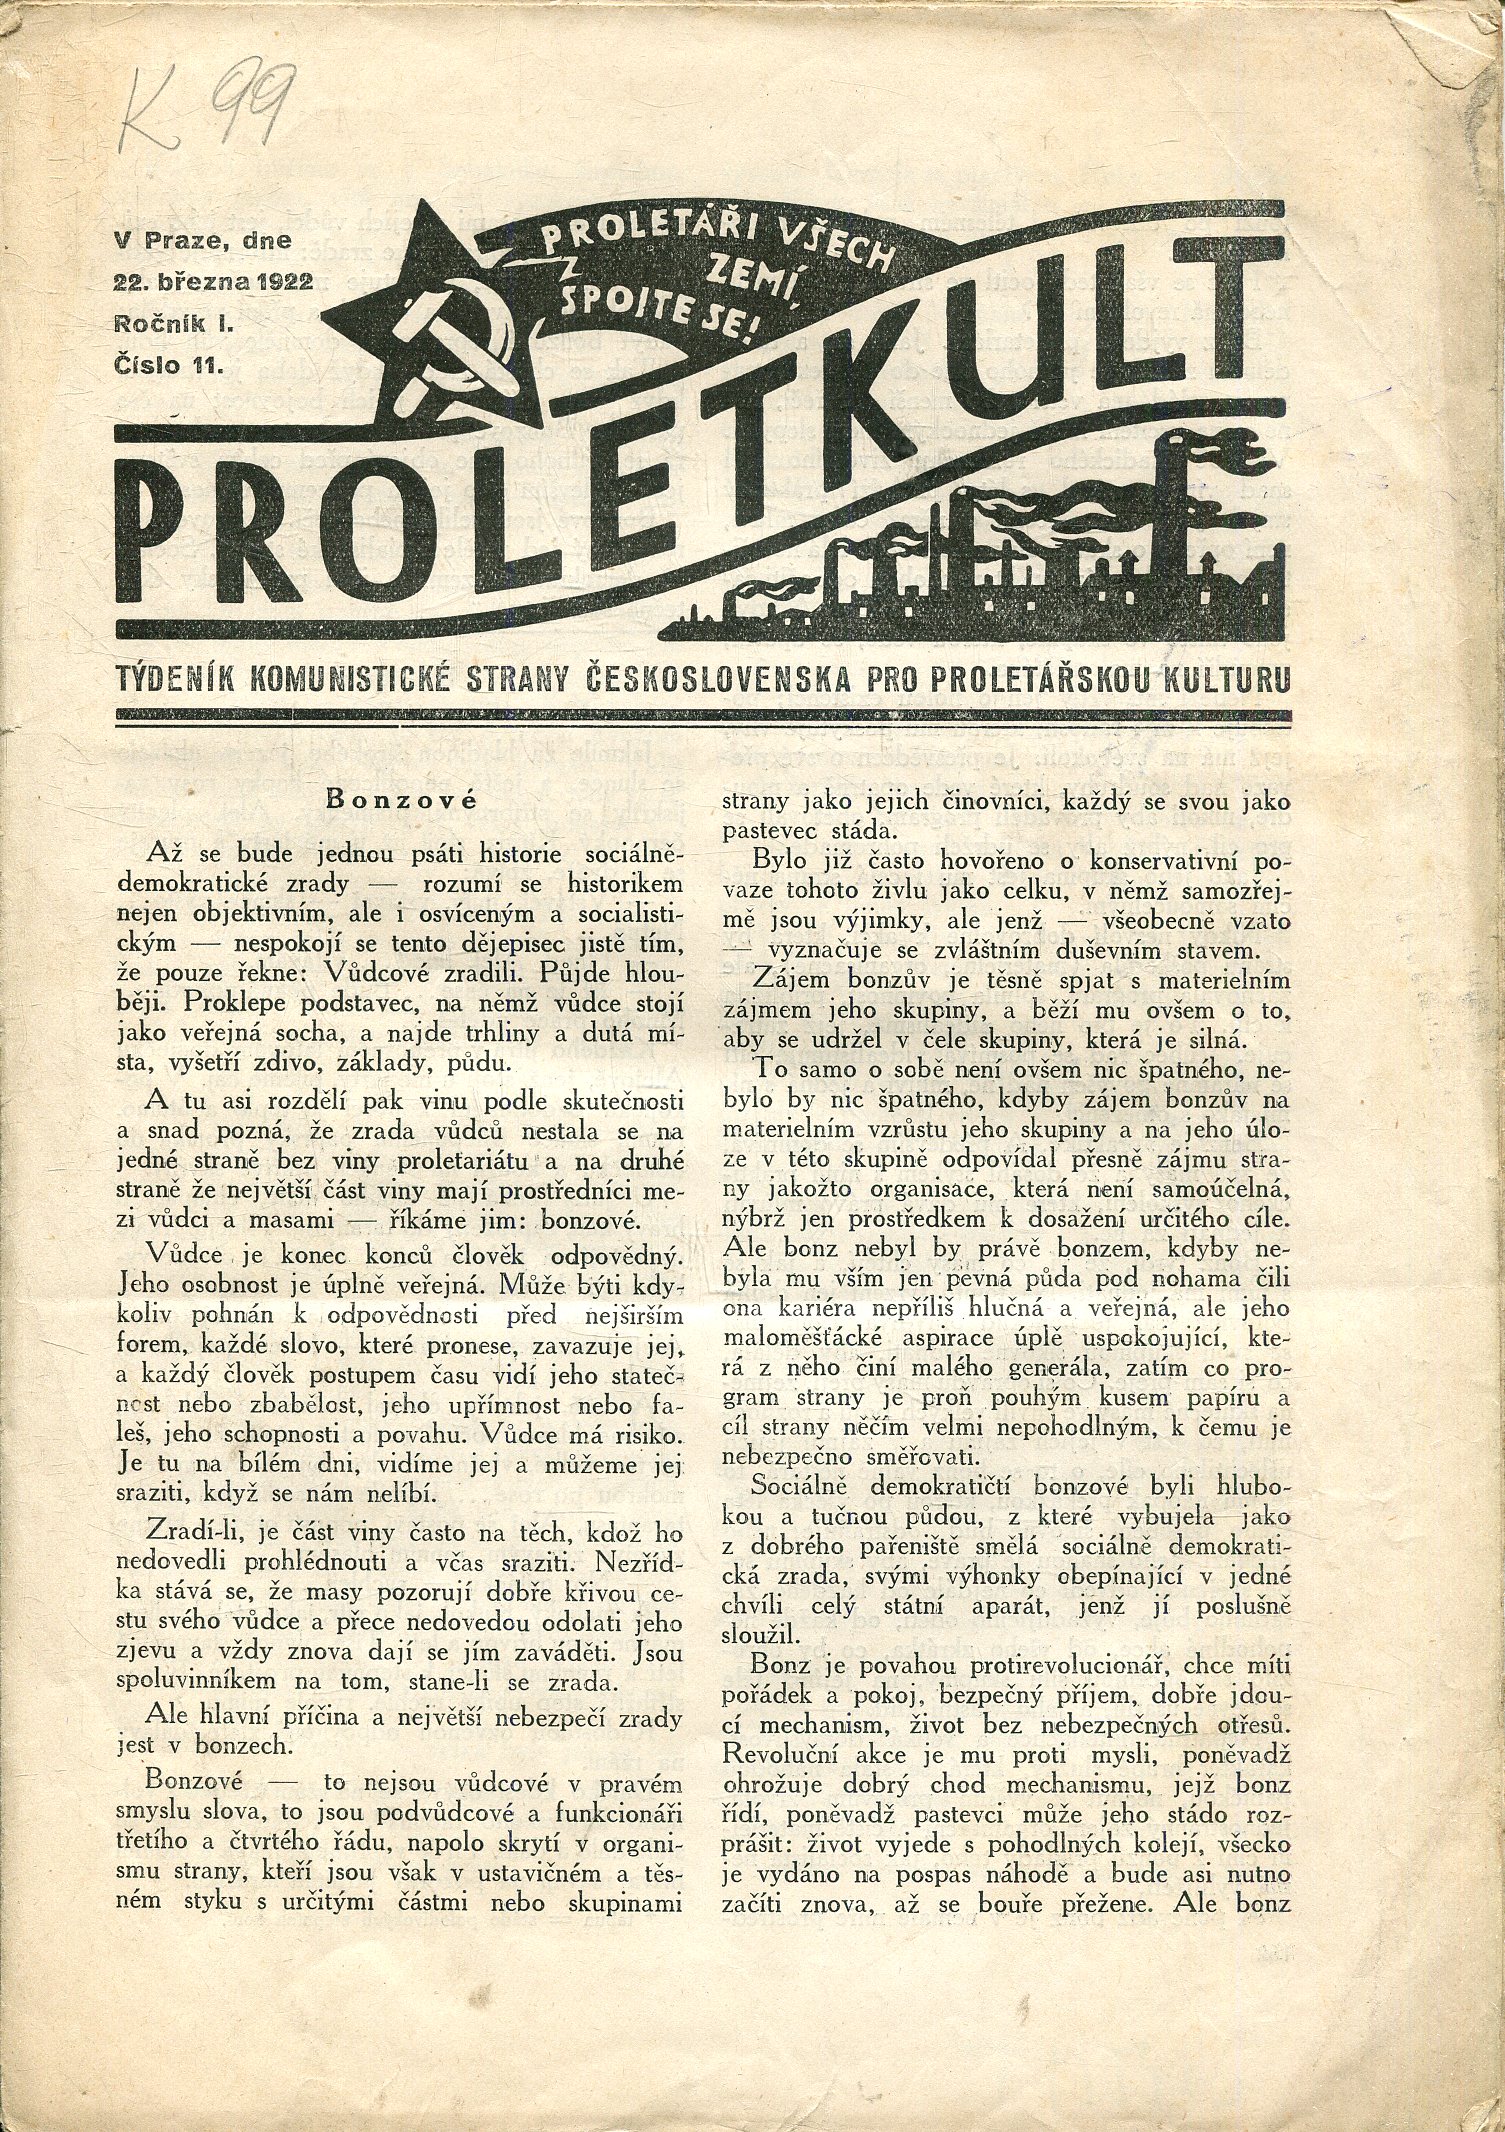 K 99
V Praze, dne
22. března 1922
Ročník I.
Číslo 11.
PROLETÁŘI VŠECH
ZEMÍ,
SPOJTE SE!
PROLETKULT
TÝDENÍK KOMUNISTICKÉ STRANY ČESKOSLOVENSKA PRO PROLETÁŘSKOU KULTURU
Bonzové
Až se bude jednou psáti historie sociálně-
demokratické zrady — rozumí se historikem
nejen objektivním, ale i osvíceným a socialisti-
ckým — nespokojí se tento dějepisec jistě tím,
že pouze řekne: Vůdcové zradili. Půjde hlou-
běji. Proklepe podstavec, na němž vůdce stojí
jako veřejná socha, a najde trhliny a dutá mí-
sta, vyšetří zdivo, základy, půdu.
A tu asi rozdělí pak vinu podle skutečnosti
a snad pozná, že zrada vůdců nestala se na
jedné straně bez viny proletariátu a na druhé
straně že největší část viny mají prostředníci me-
zi vůdci a masami — říkáme jim: bonzové.
Vůdce je konec konců člověk odpovědný.
Jeho osobnost je úplně veřejná. Může býti kdy-
koliv pohnán k odpovědnosti před nejširším
forem, každé slovo, které pronese, zavazuje jej,
a každý člověk postupem času vidí jeho stateč-
nost nebo zbabělost, jeho upřímnost nebo fa-
leš, jeho schopnosti a povahu. Vůdce má risiko.
Je tu na bílém dni, vidíme jej a můžeme jej
sraziti, když se nám nelíbí.
Zradí-li, je část viny často na těch, kdož ho
nedovedli prohlédnouti a včas sraziti. Nezříd-
ka stává se, že masy pozorují dobře křivou ce-
stu svého vůdce a přece nedovedou odolati jeho
zjevu a vždy znova dají se jím zaváděti. Jsou
spoluvinníkem na tom, stane-li se zrada.
Ale hlavní příčina a největší nebezpečí zrady
jest v bonzech.
Bonzové — to nejsou vůdcové v pravém
smyslu slova, to jsou podvůdcové a funkcionáři
třetího a čtvrtého řádu, napolo skrytí v organi-
smu strany, kteří jsou však v ustavičném a těs-
ném styku s určitými částmi nebo skupinami
strany jako jejich činovníci, každý se svou jako
pastevec stáda.
Bylo již často hovořeno o konservativní po-
vaze tohoto živlu jako celku, v němž samozřej-
mě jsou výjimky, ale jenž — všeobecně vzato
— vyznačuje se zvláštním duševním stavem.
Zájem bonzův je těsně spjat s materielním
zájmem jeho skupiny, a běží mu ovšem o to,
aby se udržel v čele skupiny, která je silná.
To samo o sobě není ovšem nic špatného, ne-
bylo by nic špatného, kdyby zájem bonzův na
materielním vzrůstu jeho skupiny a na jeho úlo-
ze v této skupině odpovídal přesně zájmu stra-
ny jakožto organisace, která není samoúčelná,
nýbrž jen prostředkem k dosažení určitého cíle.
Ale bonz nebyl by právě bonzem, kdyby ne-
byla mu vším jen pevná půda pod nohama čili
ona kariéra nepříliš hlučná a veřejná, ale jeho
maloměšťácké aspirace úplě uspokojující, kte-
rá z něho činí malého generála, zatím co pro-
gram strany je proň pouhým kusem papíru a
cíl strany něčím velmi nepohodlným, k čemu je
nebezpečno směřovati.
Sociálně demokratičtí bonzové byli hlubo-
kou a tučnou půdou, z které vybujela jako
z dobrého pařeniště smělá sociálně demokrati-
cká zrada, svými výhonky obepínající v jedné
chvíli celý státní aparát, jenž jí poslušně
sloužil.
Bonz je povahou protirevolucionář, chce míti
pořádek a pokoj, bezpečný příjem, dobře jdou-
cí mechanism, život bez nebezpečných otřesů.
Revoluční akce je mu proti mysli, poněvadž
ohrožuje dobrý chod mechanismu, jejž bonz
řídí, poněvadž pastevci může jeho stádo roz-
prášit: život vyjede s pohodlných kolejí, všecko
je vydáno na pospas náhodě a bude asi nutno
začíti znova, až se bouře přežene. Ale bonz